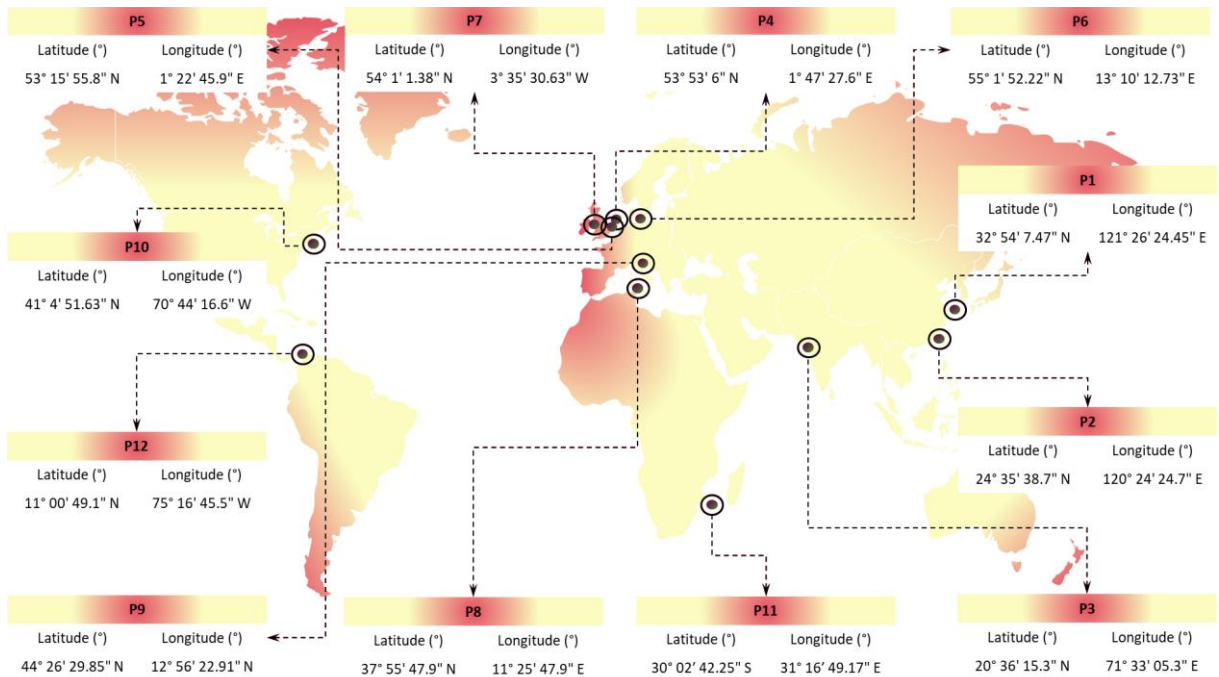 P5
Latitude (°) Longitude (°)
53° 15' 55.8" N 1° 22' 45.9" E
P7
Latitude (°) Longitude (°)
54° 1' 1.38" N 3° 35' 30.63" W
P4
Latitude (°) Longitude (°)
53° 53' 6" N 1° 47' 27.6" E
P6
Latitude (°) Longitude (°)
55° 1' 52.22" N 13° 10' 12.73" E
P1
Latitude (°) Longitude (°)
32° 54' 7.47" N 121° 26' 24.45" E
P10
Latitude (°) Longitude (°)
41° 4' 51.63" N 70° 44' 16.6" W
P12
Latitude (°) Longitude (°)
11° 00' 49.1" N 75° 16' 45.5" W
P2
Latitude (°) Longitude (°)
24° 35' 38.7" N 120° 24' 24.7" E
P9
Latitude (°) Longitude (°)
44° 26' 29.85" N 12° 56' 22.91" N
P8
Latitude (°) Longitude (°)
37° 55' 47.9" N 11° 25' 47.9" E
P11
Latitude (°) Longitude (°)
30° 02' 42.25" S 31° 16' 49.17" E
P3
Latitude (°) Longitude (°)
20° 36' 15.3" N 71° 33' 05.3" E